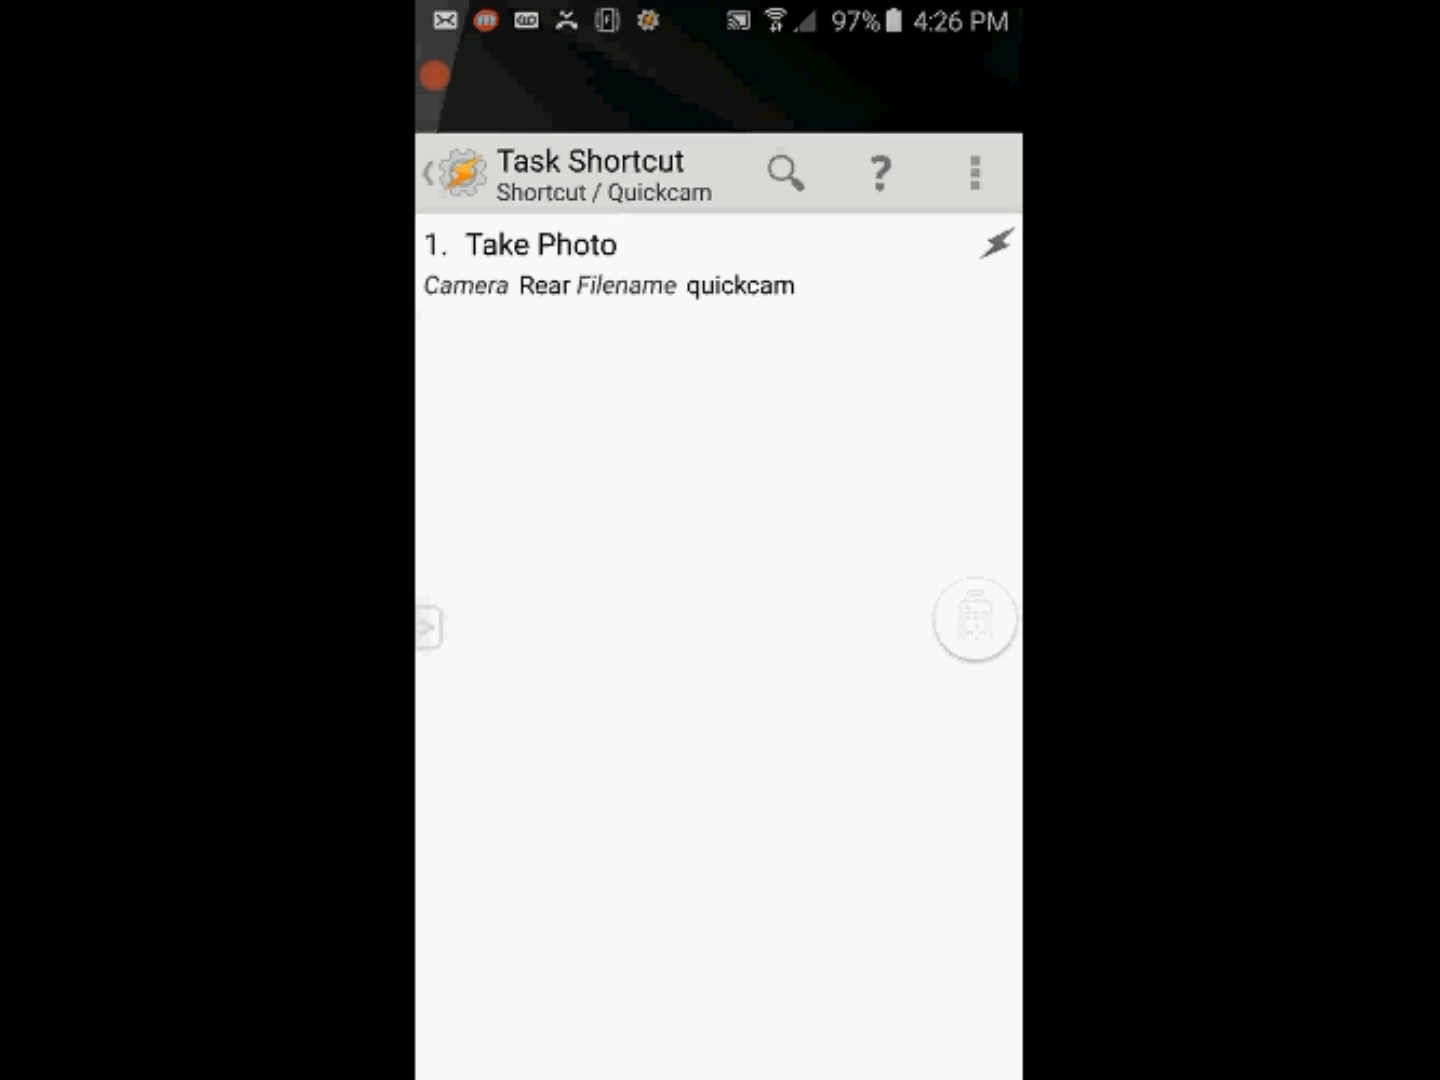 97% 4:26 PM
Task Shortcut
Shortcut / Quickcam
1. Take Photo
Camera Rear Filename quickcam